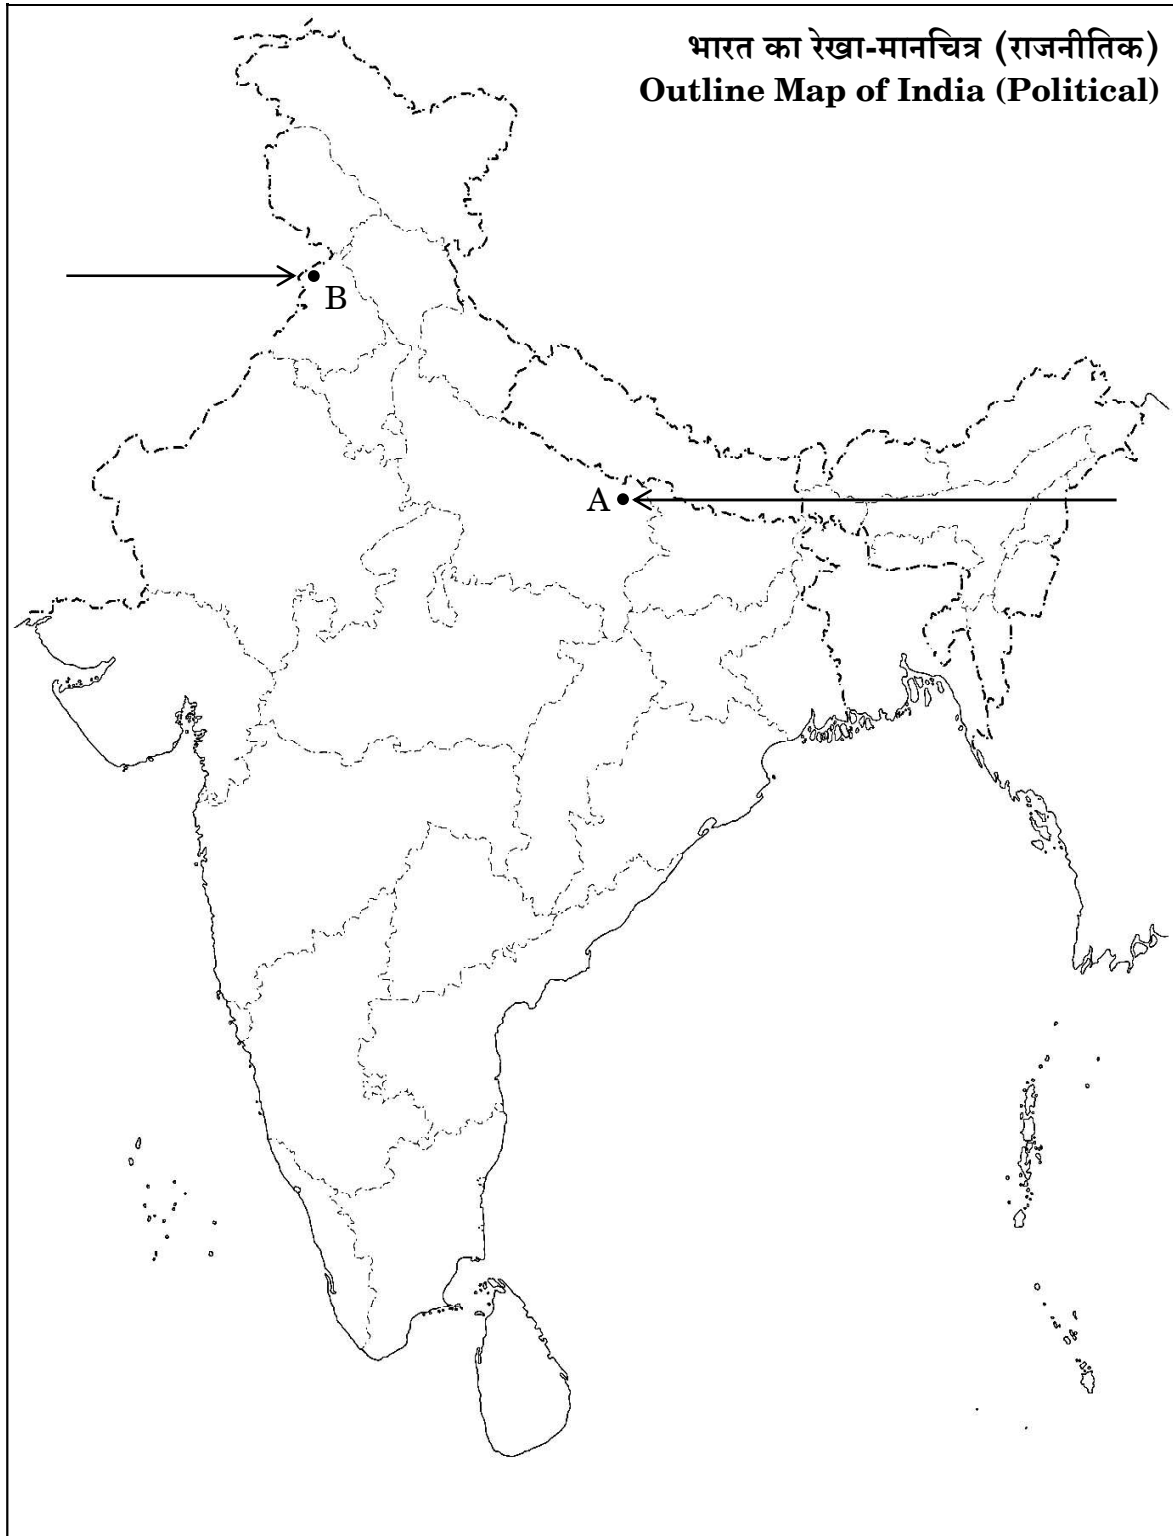 भारत का रेखा-मानचित्र (राजनीतिक)
Outline Map of India (Political)
B
A